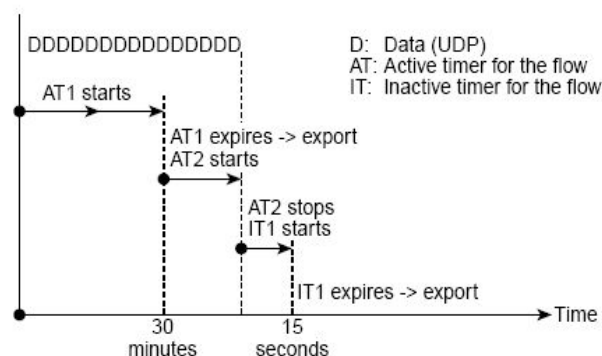 DDDDDDDDDDDDDDDD
D: Data (UDP)
AT: Active timer for the flow
IT: Inactive timer for the flow
AT1 starts
AT1 expires -> export
AT2 starts
AT2 stops
IT1 starts
IT1 expires -> export
Time
30
minutes
15
seconds